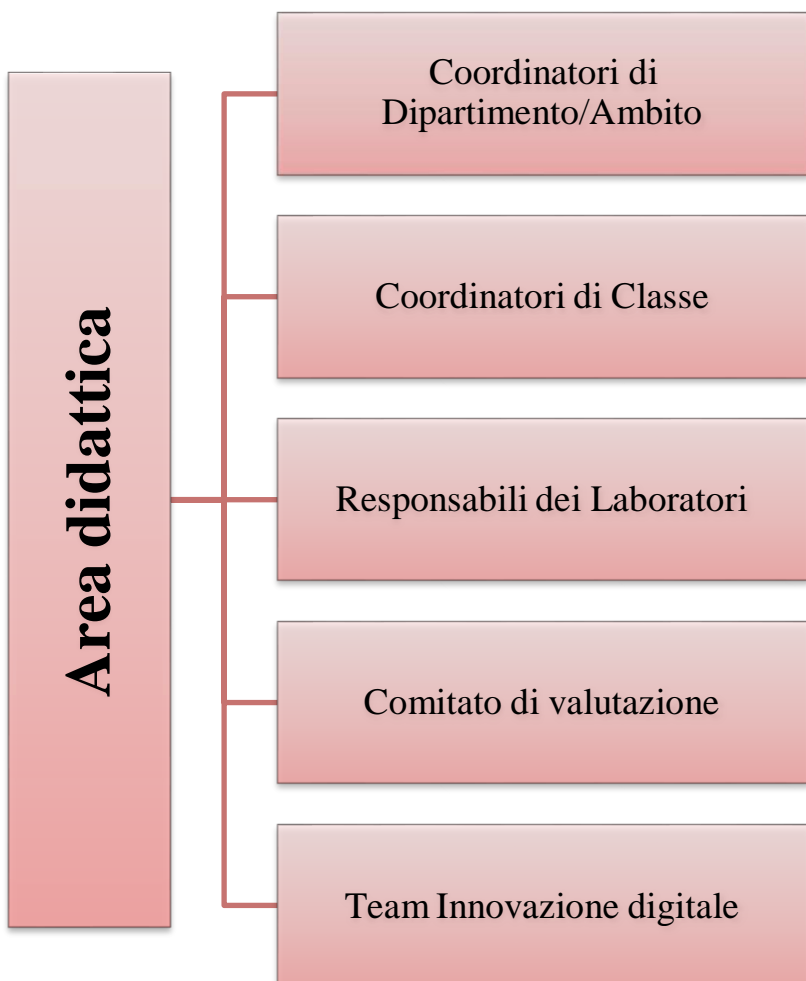 Area didattica
Coordinatori di
Dipartimento/Ambito
Coordinatori di Classe
Responsabili dei Laboratori
Comitato di valutazione
Team Innovazione digitale